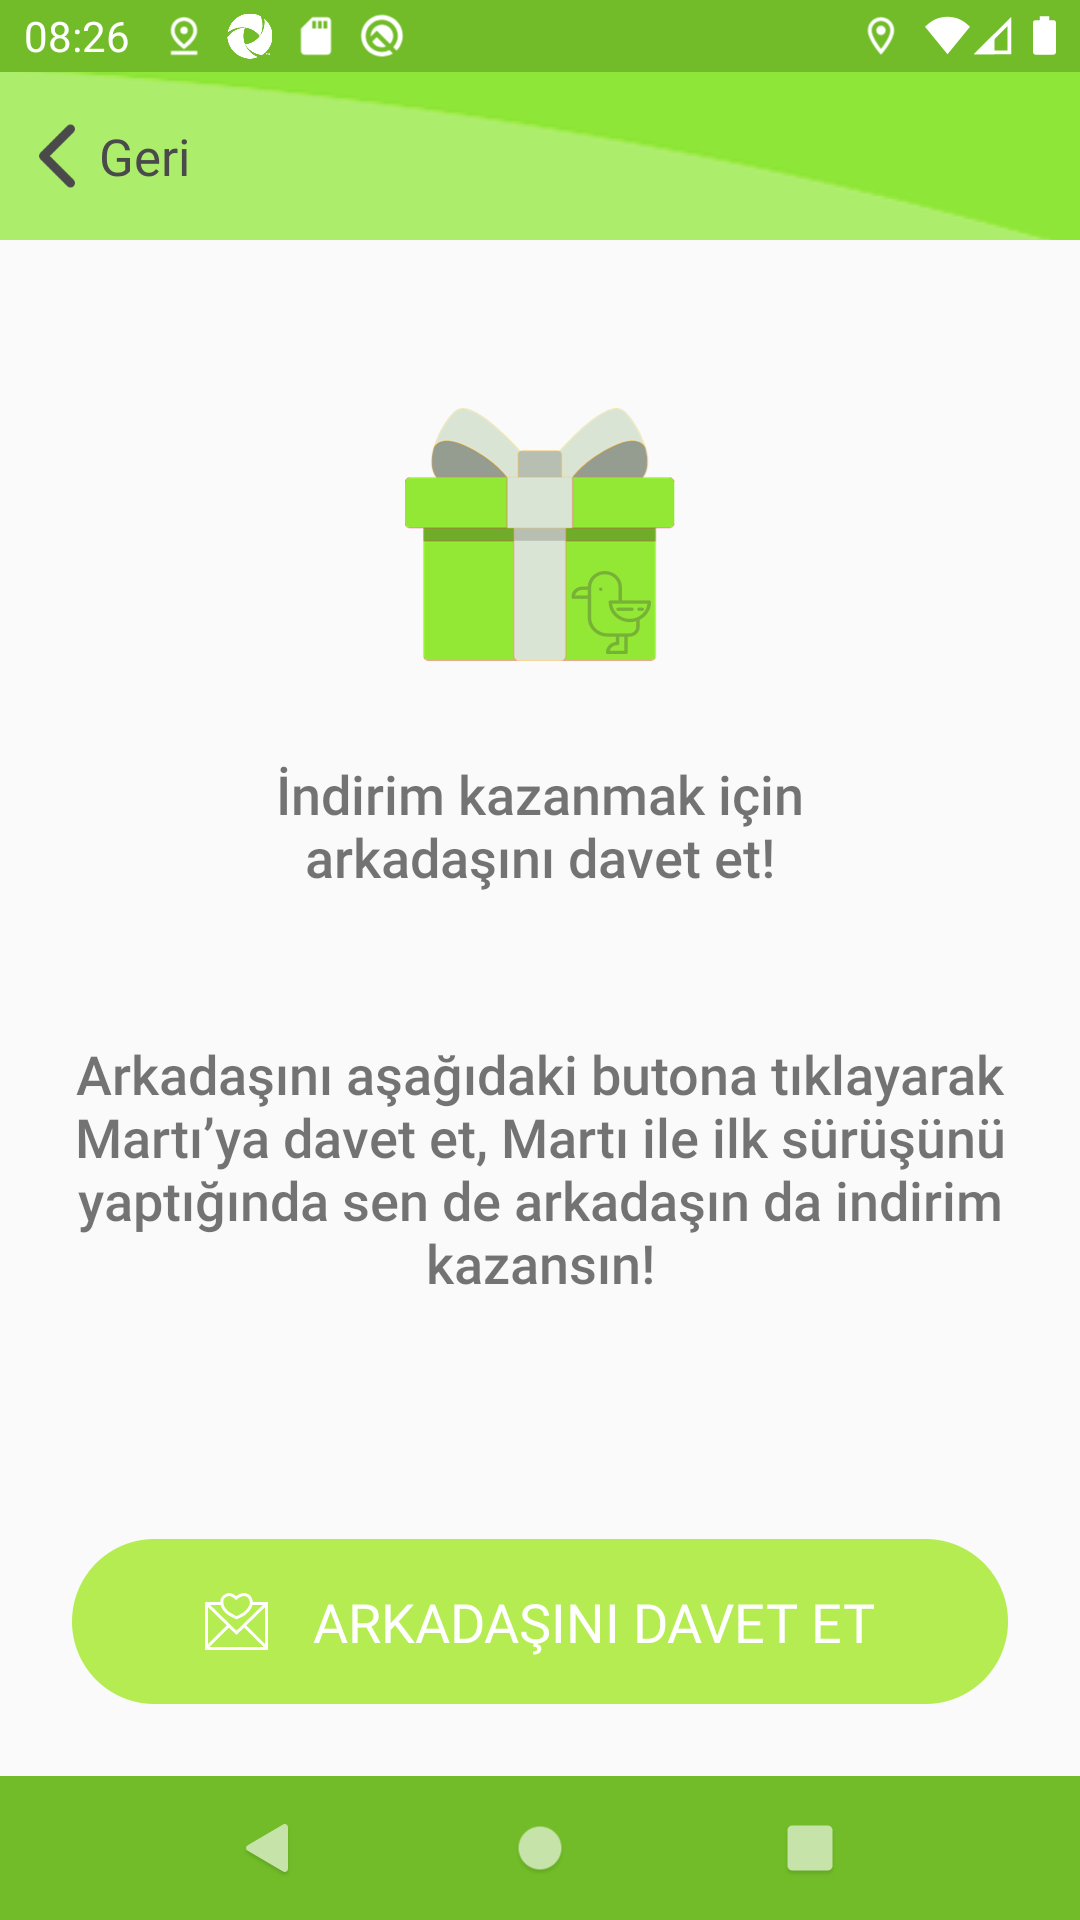 08:26
Geri
İndirim kazanmak için
arkadaşını davet et!
Arkadaşını aşağıdaki butona tıklayarak
Martı’ya davet et, Martı ile ilk sürüşünü
yaptığında sen de arkadaşın da indirim
kazansın!
ARKADAŞINI DAVET ET